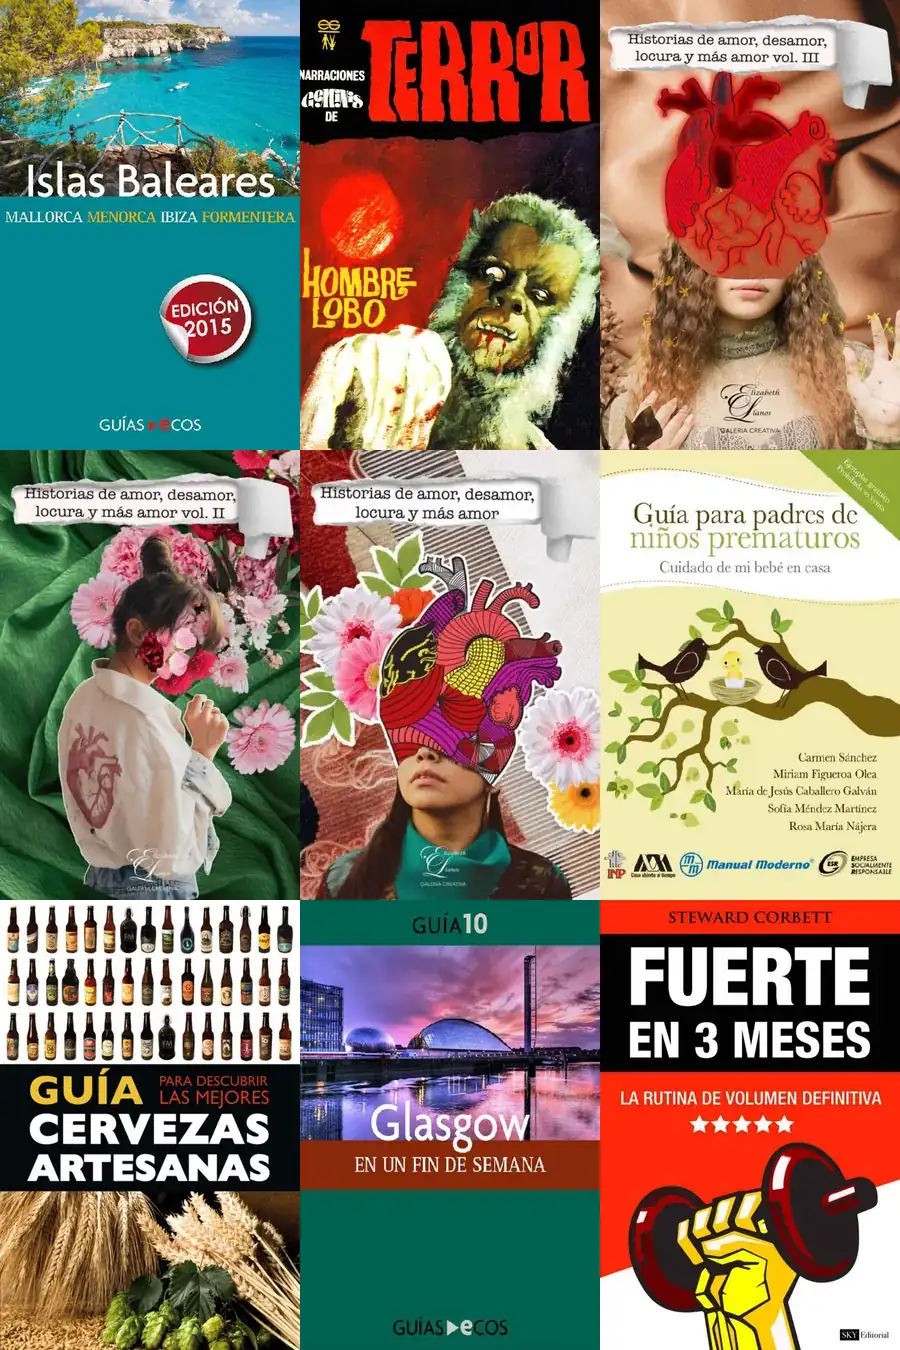 Islas Baleares
MALLORCA MENORCA IBIZA FORMENTERA
EDICIÓN
2015
GUÍAS ECOS
NARRACIONES
GÉMINIS
DE
TERROR
HOMBRE
LOBO
Historias de amor, desamor,
locura y más amor vol. III
Elizabeth
Llanos
GALERIA CREATIVA
Historias de amor, desamor,
locura y más amor vol. II
Elizabeth
Llanos
GALERIA CREATIVA
Historias de amor, desamor,
locura y más amor
Elizabeth
Llanos
GALERIA CREATIVA
Ejemplar gratuito
Prohibida su venta
Guía para padres de
niños prematuros
Cuidado de mi bebé en casa
Carmen Sánchez
Miriam Figueroa Olea
María de Jesús Caballero Galván
Sofía Méndez Martínez
Rosa María Nájera
INP
Casa abierta al tiempo
Manual Moderno®
ESR
EMPRESA
SOCIALMENTE
RESPONSABLE
GUÍA PARA DESCUBRIR
LAS MEJORES
CERVEZAS
ARTESANAS
GUÍA10
Glasgow
EN UN FIN DE SEMANA
GUÍAS ECOS
STEWARD CORBETT
FUERTE
EN 3 MESES
LA RUTINA DE VOLUMEN DEFINITIVA
SKY Editorial